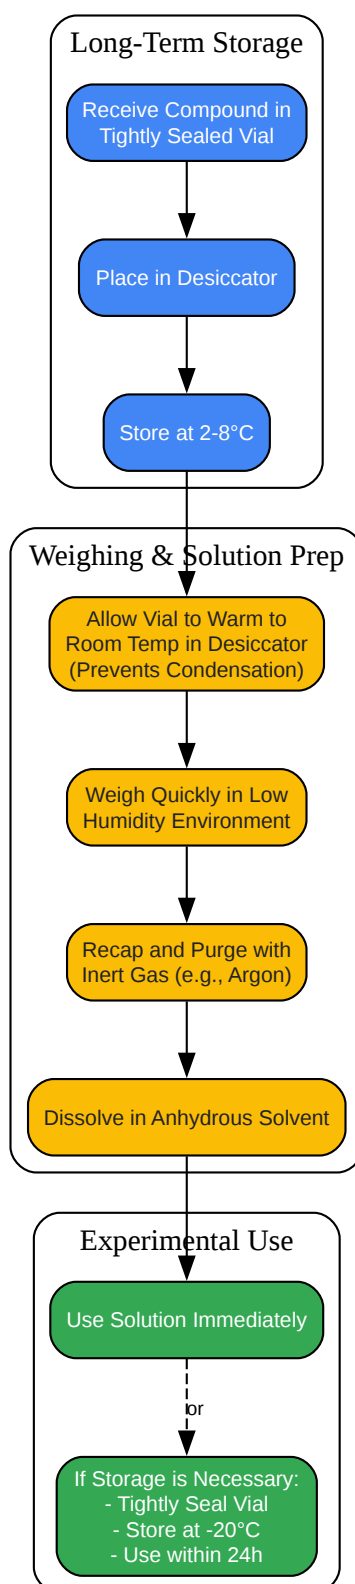 Long-Term Storage
Receive Compound in
Tightly Sealed Vial
Place in Desiccator
Store at 2-8°C
Weighing & Solution Prep
Allow Vial to Warm to
Room Temp in Desiccator
(Prevents Condensation)
Weigh Quickly in Low
Humidity Environment
Recap and Purge with
Inert Gas (e.g., Argon)
Dissolve in Anhydrous Solvent
Experimental Use
Use Solution Immediately
or
If Storage is Necessary:
- Tightly Seal Vial
- Store at -20°C
- Use within 24h